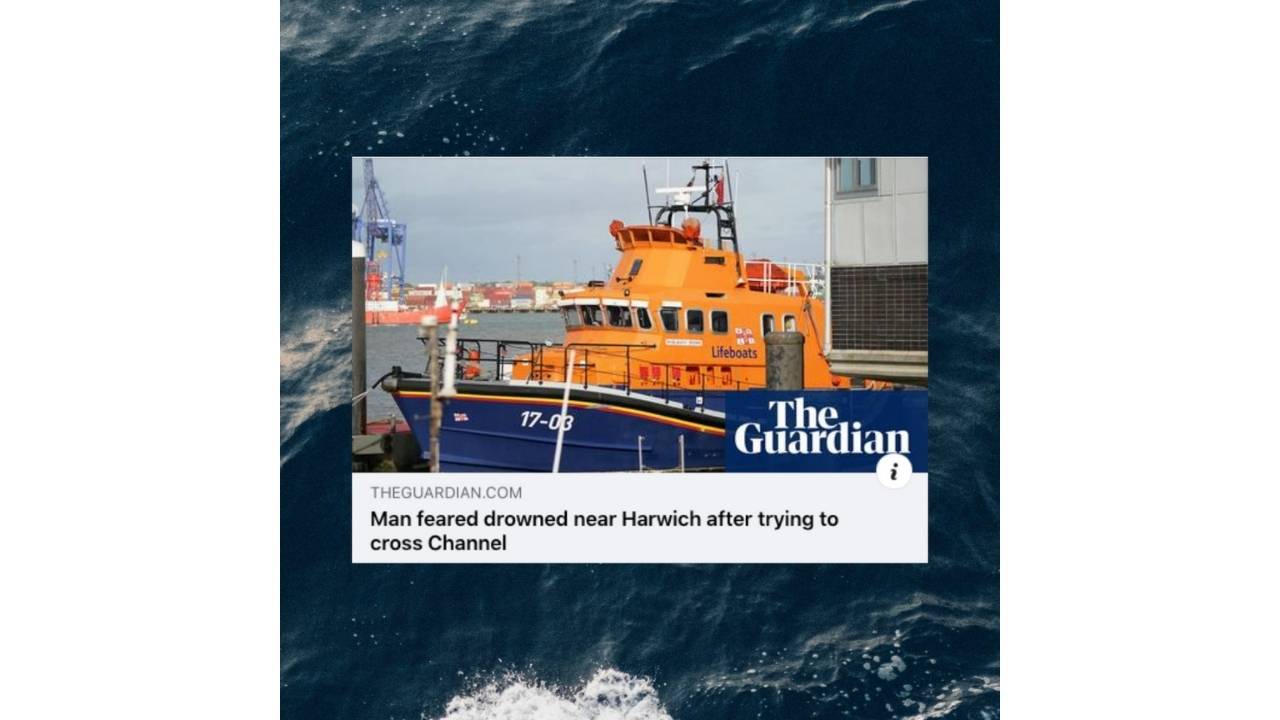 Lifeboats
17-03
The
Guardian
i
THEGUARDIAN.COM
Man feared drowned near Harwich after trying to
cross Channel